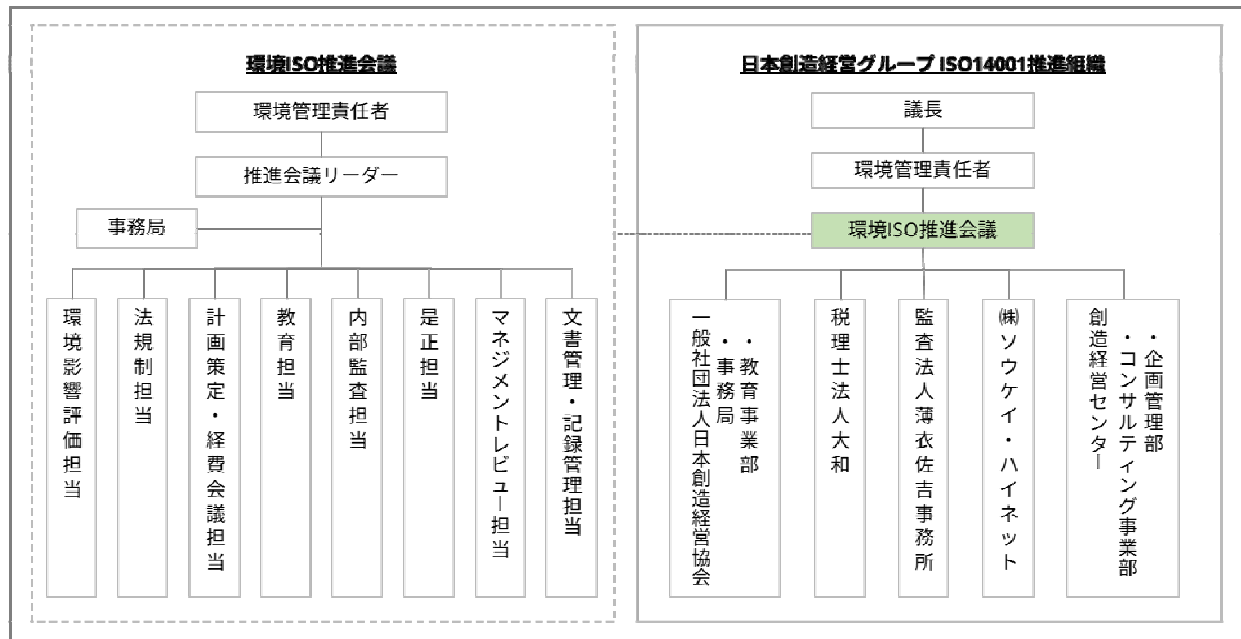 環境ISO推進会議
環境管理責任者
推進会議リーダー
事務局
環境影響評価担当
法規制担当
計画策定・経費会議担当
教育担当
内部監査担当
是正担当
マネジメントレビュー担当
文書管理・記録管理担当
日本創造経営グループ ISO14001推進組織
議長
環境管理責任者
環境ISO推進会議
・教育事業部
・事務局
一般社団法人日本創造経営協会
税理士法人大和
監査法人薄衣佐吉事務所
㈱ソウケイ・ハイネット
・企画管理部
・コンサルティング事業部
創造経営センター